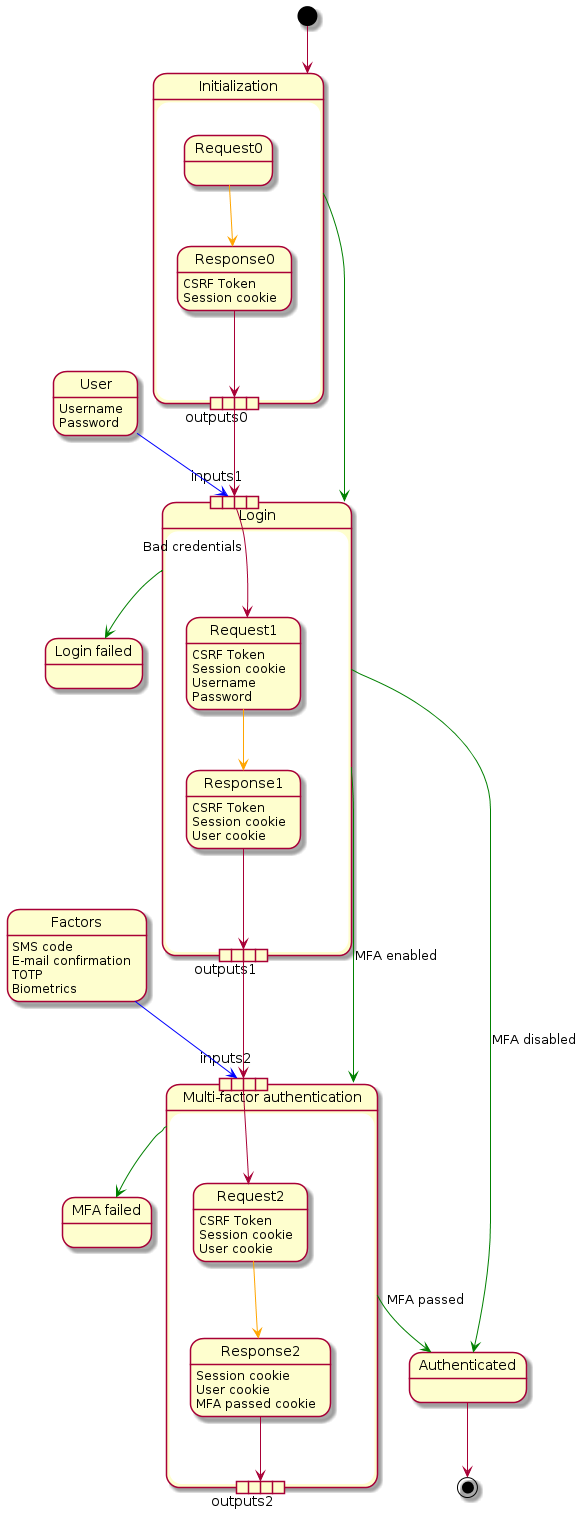 Initialization
Request0
Response0
CSRF Token
Session cookie
outputs0
User
Username
Password
inputs1
Login
Bad credentials
Login failed
Request1
CSRF Token
Session cookie
Username
Password
Response1
CSRF Token
Session cookie
User cookie
outputs1
Factors
SMS code
E-mail confirmation
TOTP
Biometrics
MFA enabled
MFA disabled
inputs2
Multi-factor authentication
MFA failed
Request2
CSRF Token
Session cookie
User cookie
MFA passed
Response2
Session cookie
User cookie
MFA passed cookie
Authenticated
outputs2